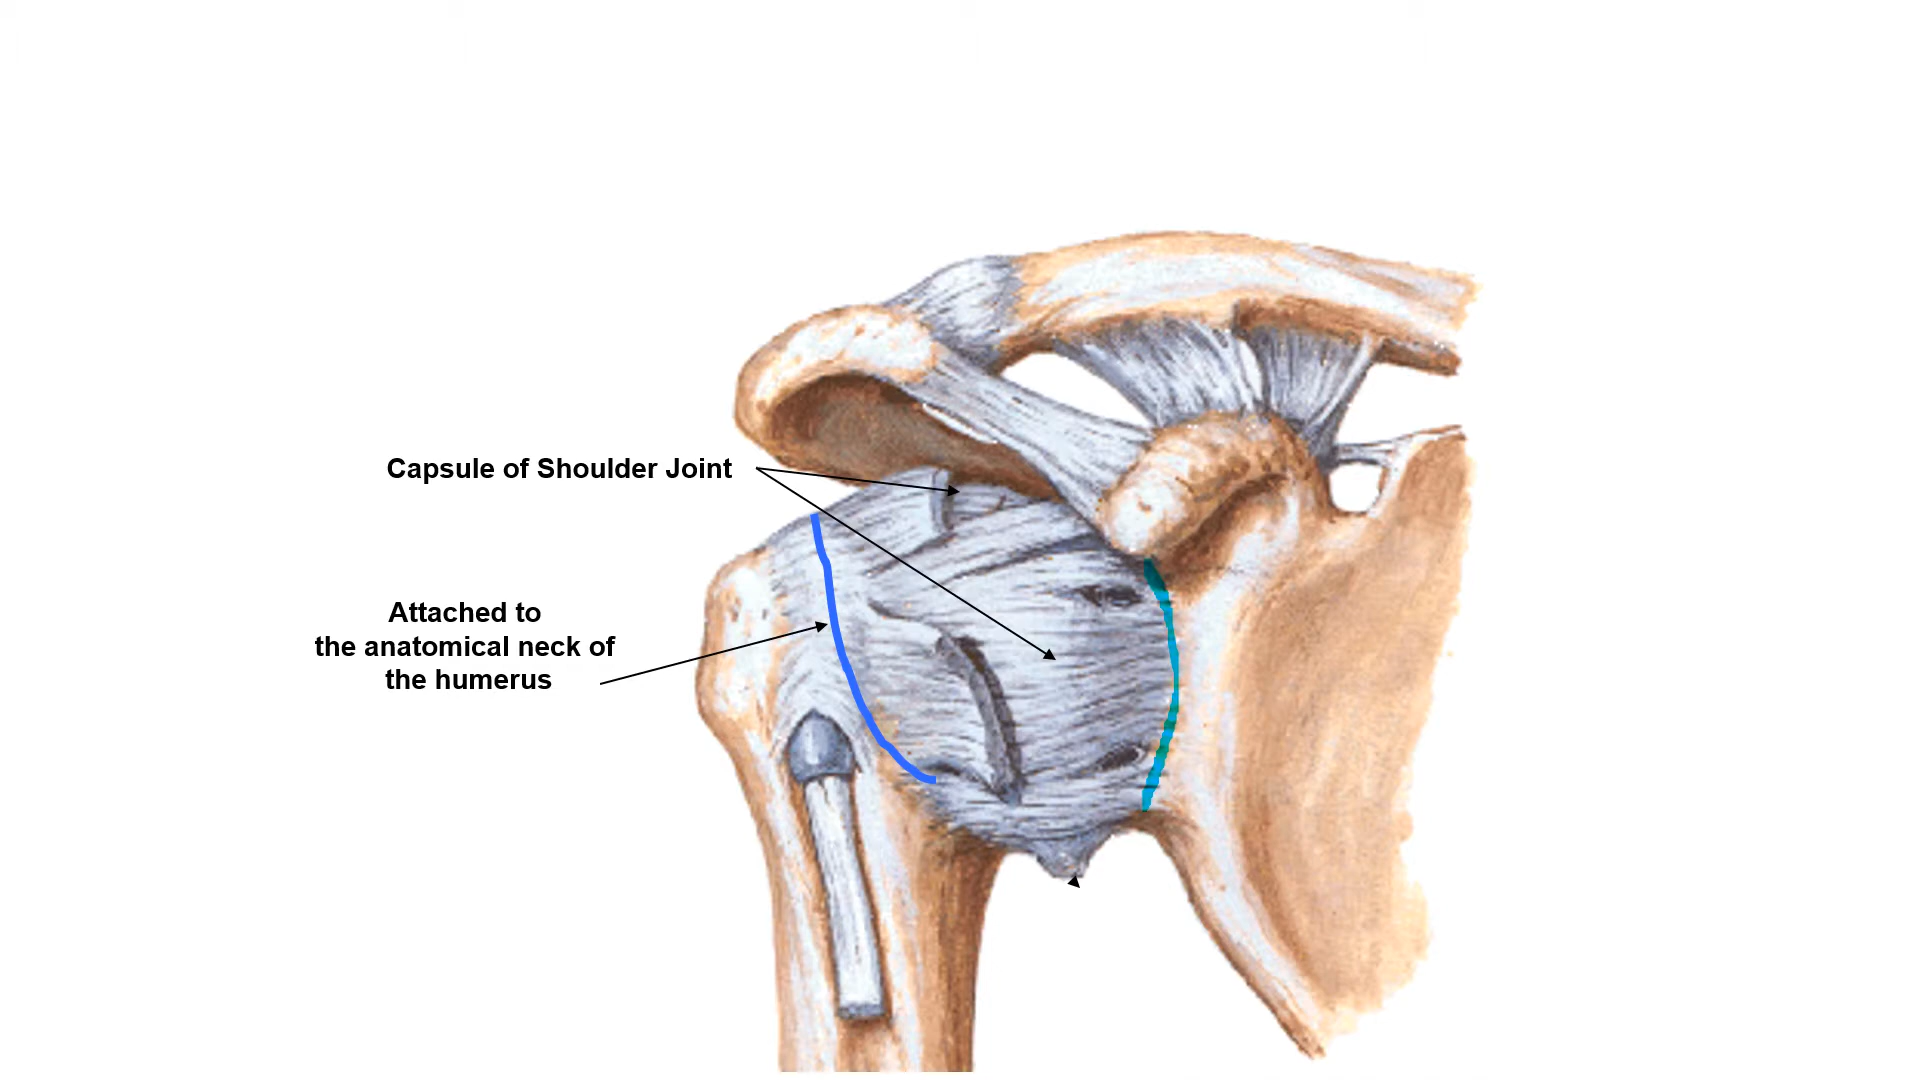 Capsule of Shoulder Joint
Attached to
the anatomical neck of
the humerus